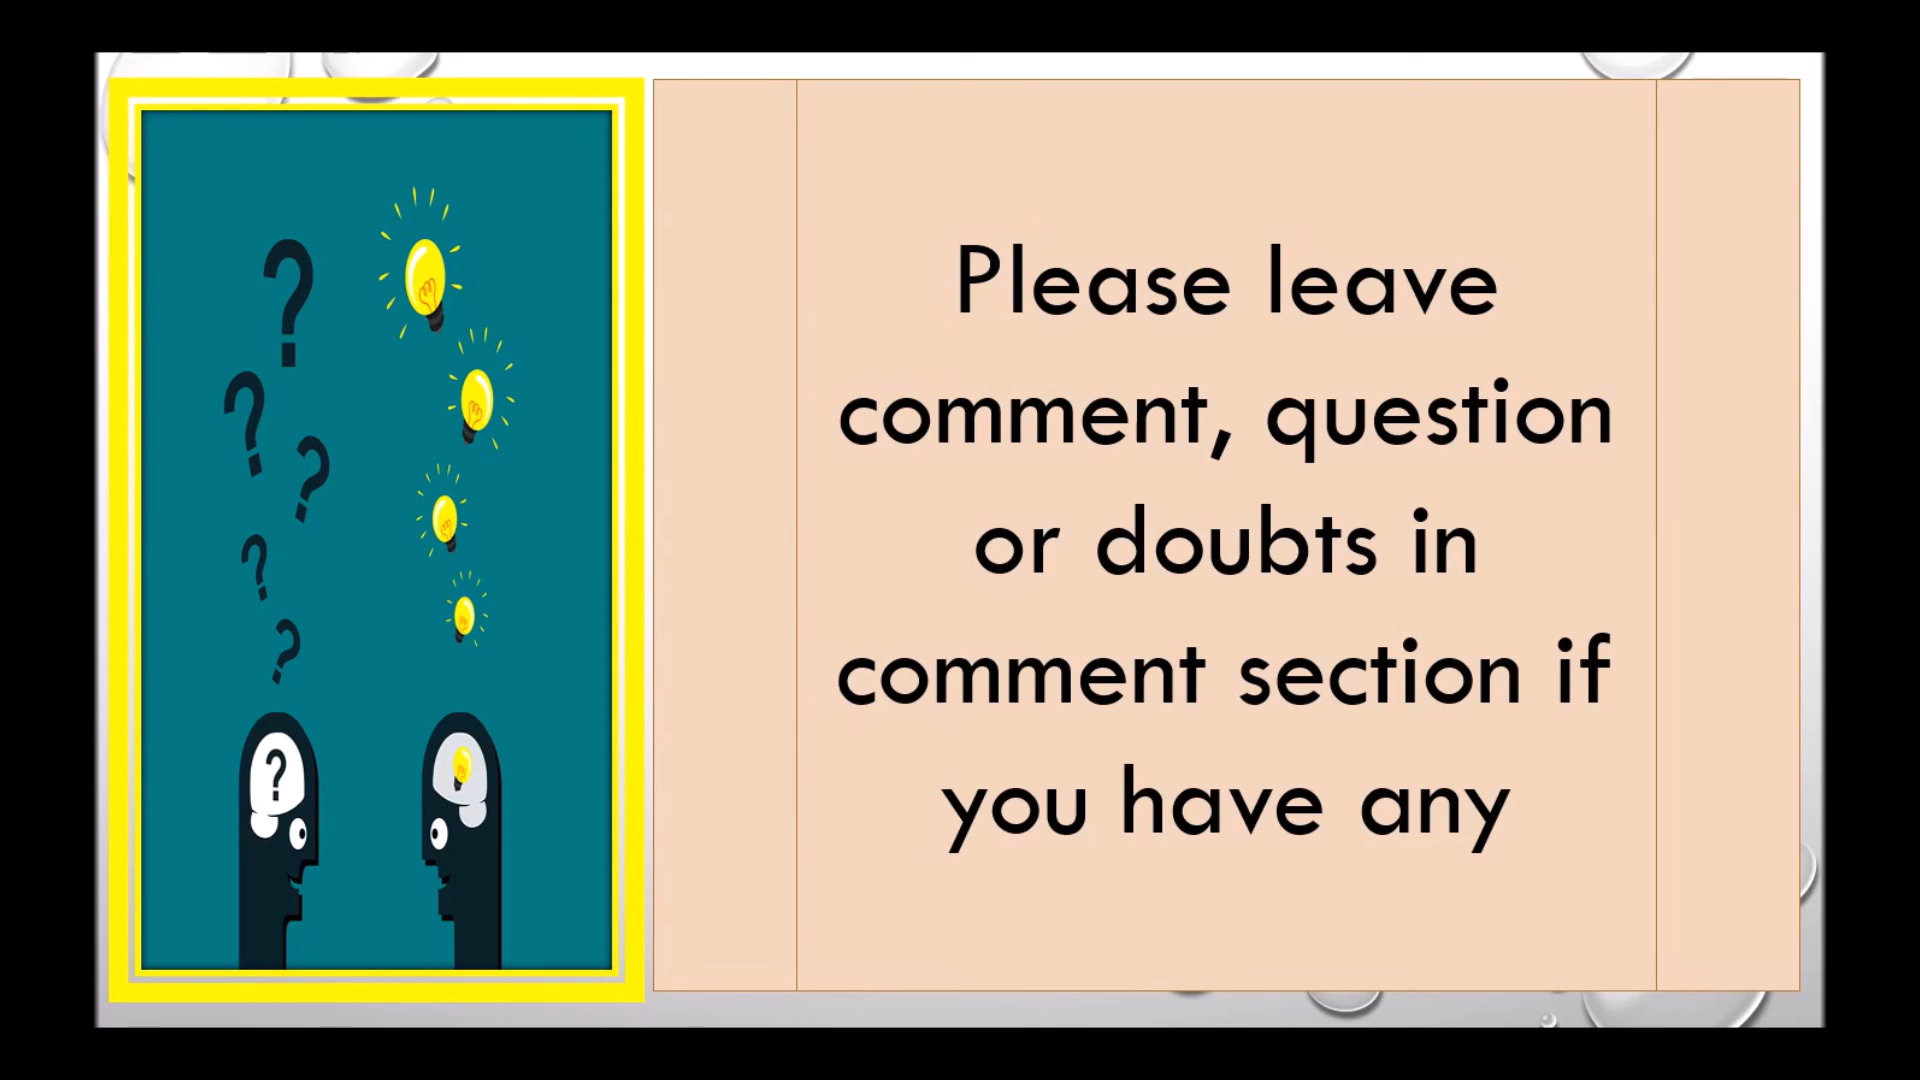 Please leave
comment, question
or doubts in
comment section if
you have any